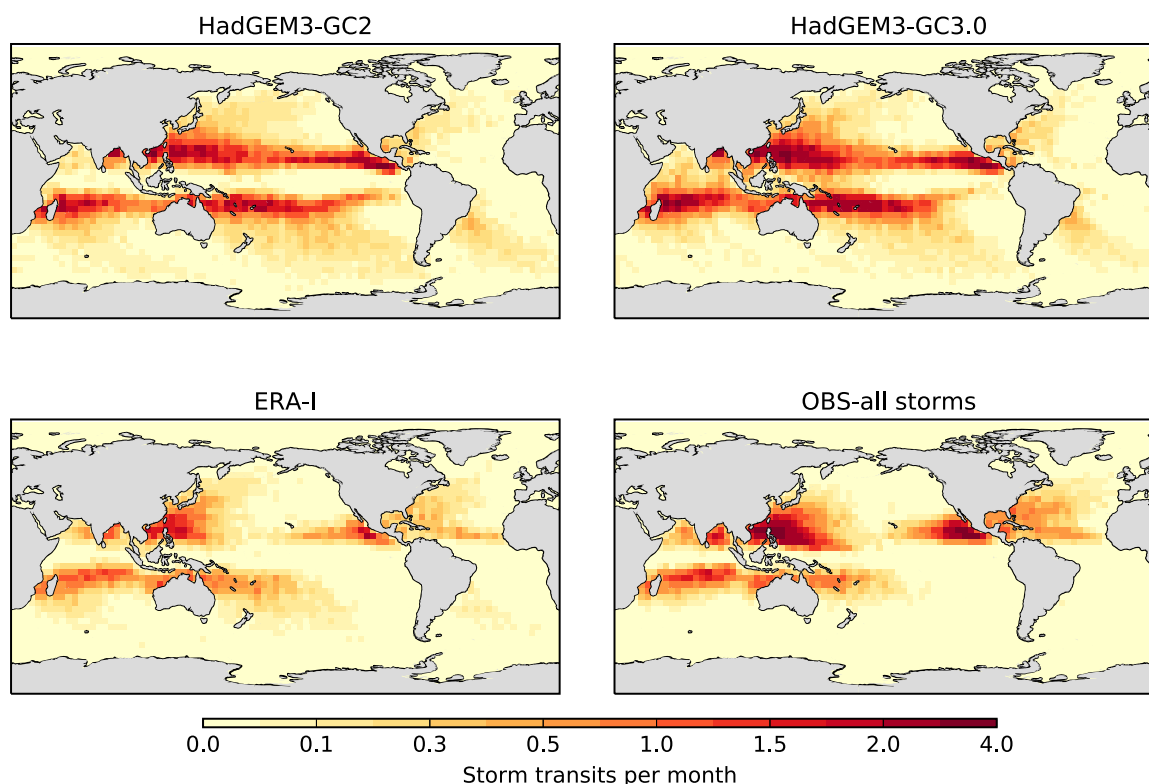 HadGEM3-GC2
HadGEM3-GC3.0
ERA-I
OBS-all storms
0.0 0.1 0.3 0.5 1.0 1.5 2.0 4.0
Storm transits per month